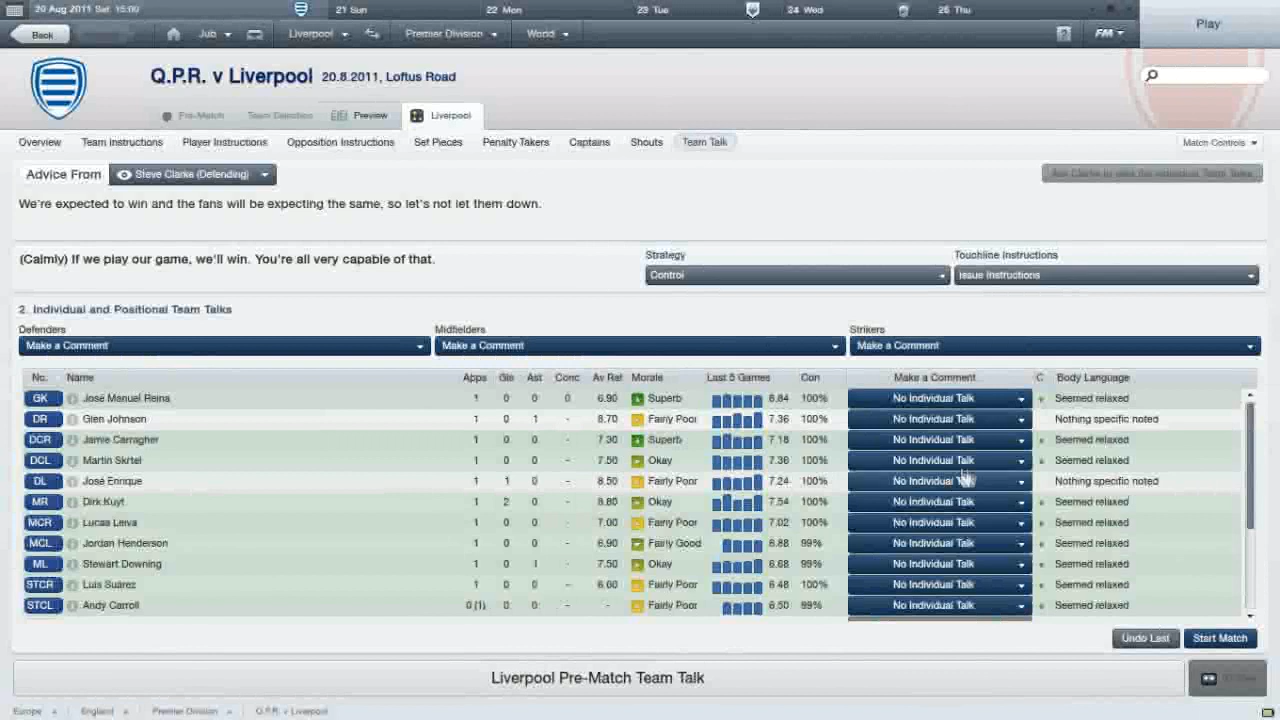 20 Aug 2011 Sat 15:00 21 Sun 22 Mon 23 Tue 24 Wed 25 Thu
Back Job Liverpool Premier Division World ? FM Play
Q.P.R. v Liverpool 20.8.2011, Loftus Road
Pre-Match Team Selection Preview Liverpool
Overview Team Instructions Player Instructions Opposition Instructions Set Pieces Penalty Takers Captains Shouts Team Talk Match Controls
Advice From Steve Clarke (Defending)
We're expected to win and the fans will be expecting the same, so let's not let them down.
Strategy Touchline Instructions
(Calmly) If we play our game, we'll win. You're all very capable of that.
Control Issue Instructions
2. Individual and Positional Team Talks
Defenders Midfielders Strikers
Make a Comment Make a Comment Make a Comment
No. Name Apps Gls Ast Conc Av Rat Morale Last 5 Games Con Make a Comment C Body Language
GK José Manuel Reina 1 0 0 0 6.90 Superb 6.84 100% No Individual Talk Seemed relaxed
DR Glen Johnson 1 0 1 - 8.70 Fairly Poor 7.36 100% No Individual Talk Nothing specific noted
DCR Jamie Carragher 1 0 0 - 7.30 Superb 7.18 100% No Individual Talk Seemed relaxed
DCL Martin Skrtel 1 0 0 - 7.50 Okay 7.36 100% No Individual Talk Seemed relaxed
DL José Enrique 1 1 0 - 8.50 Fairly Poor 7.24 100% No Individual Talk Nothing specific noted
MR Dirk Kuyt 1 2 0 - 8.80 Okay 7.54 100% No Individual Talk Seemed relaxed
MCR Lucas Leiva 1 0 0 - 7.00 Fairly Poor 7.02 100% No Individual Talk Seemed relaxed
MCL Jordan Henderson 1 0 0 - 6.90 Fairly Good 6.88 99% No Individual Talk Seemed relaxed
ML Stewart Downing 1 0 1 - 7.50 Okay 6.68 99% No Individual Talk Seemed relaxed
STCR Luis Suárez 1 0 0 - 6.60 Fairly Poor 6.48 100% No Individual Talk Seemed relaxed
STCL Andy Carroll 0 (1) 0 0 - - Fairly Poor 6.50 99% No Individual Talk Seemed relaxed
Undo Last Start Match
Liverpool Pre-Match Team Talk
Europe England Premier Division Q.P.R. v Liverpool